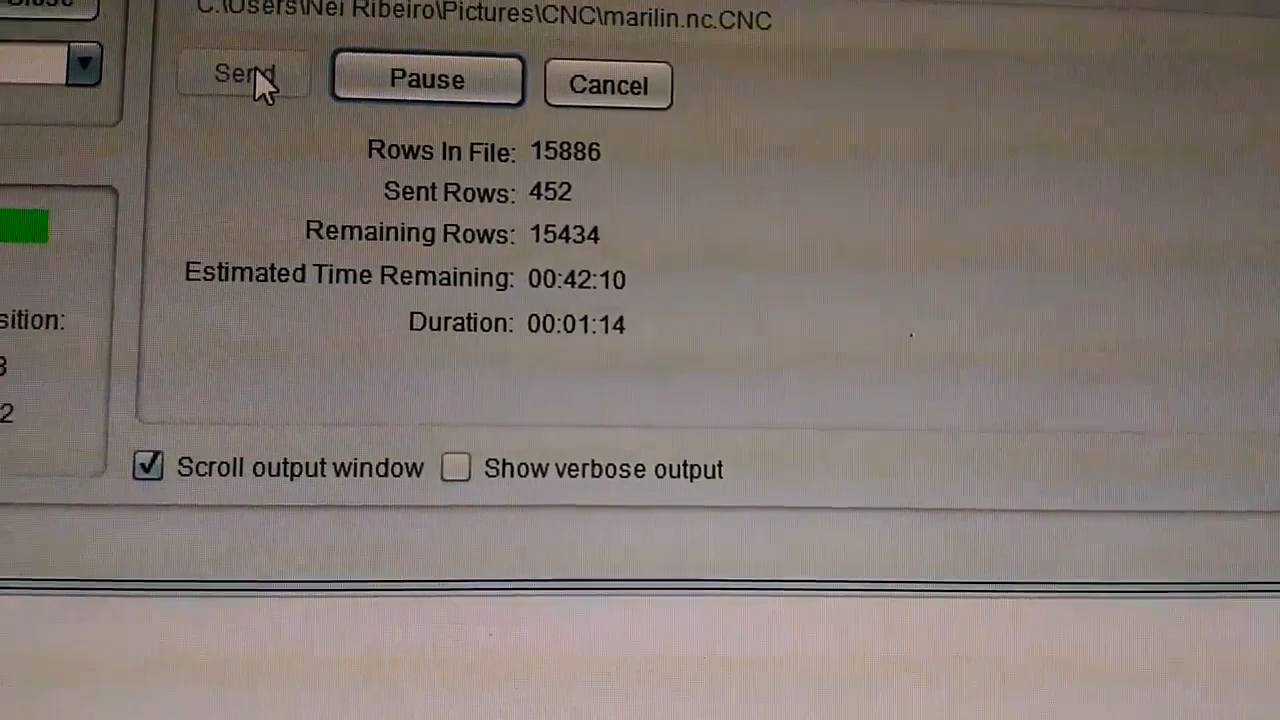 C:\Users\Nei Ribeiro\Pictures\CNC\marilin.nc.CNC
Send Pause Cancel
Rows In File: 15886
Sent Rows: 452
Remaining Rows: 15434
Estimated Time Remaining: 00:42:10
sition:
Duration: 00:01:14
3
2
Scroll output window Show verbose output